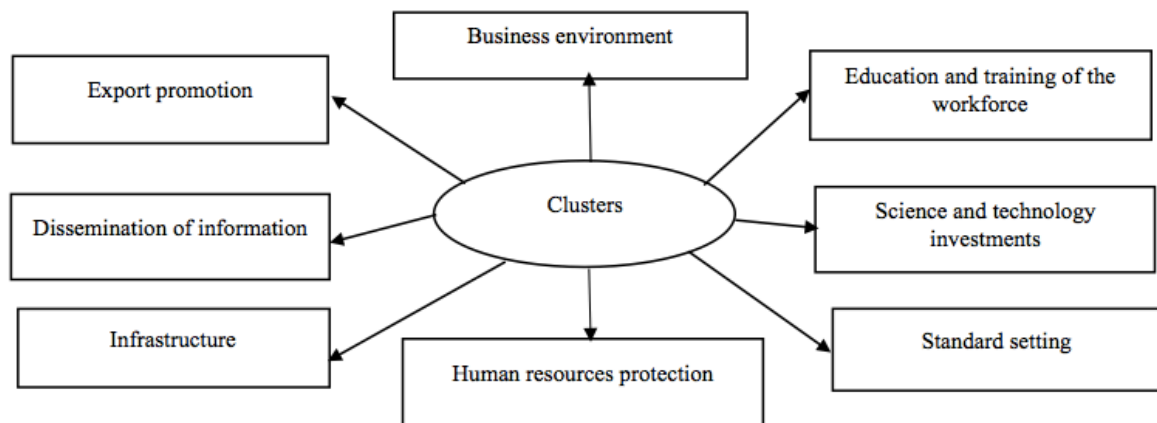 Business environment
Export promotion
Education and training of the
workforce
Clusters
Dissemination of information
Science and technology
investments
Infrastructure
Standard setting
Human resources protection